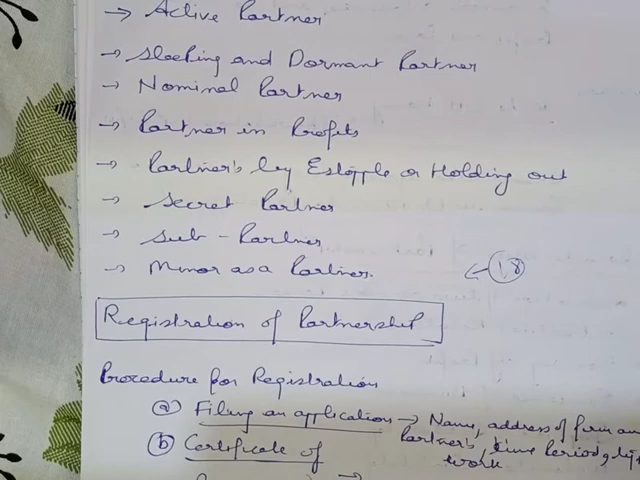 → Active Partner
→ Sleeping and Dormant Partner
→ Nominal Partner
→ Partner in Profits
→ Partner's by Estopple or Holding out
→ Secret Partner
→ Sub-Partner
→ Minor as a Partner. ← 18
Registration of Partnership
Procedure for Registration
(a) Filing an application → Name, address of firm an
Partner's, time period,
work
(b) Certificate of